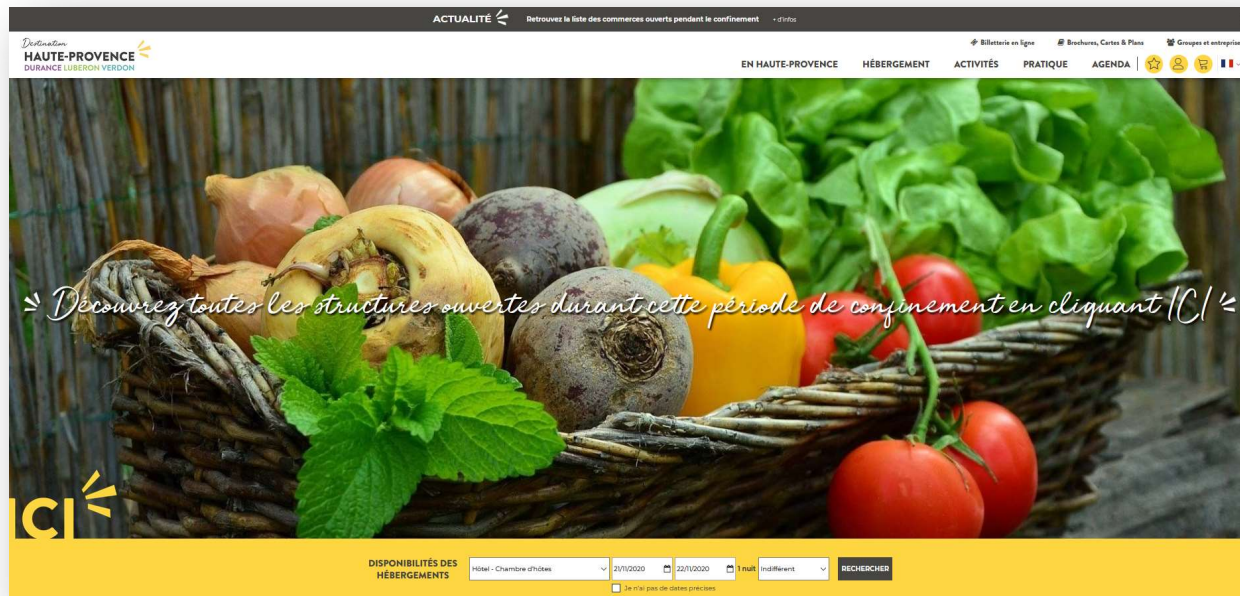 ACTUALITÉ Retrouvez la liste des commerces ouverts pendant le confinement + d'infos
Destination
HAUTE-PROVENCE
DURANCE LUBERON VERDON
Billetterie en ligne Brochures, Cartes & Plans Groupes et entreprise
EN HAUTE-PROVENCE HÉBERGEMENT ACTIVITÉS PRATIQUE AGENDA
Découvrez toutes les structures ouvertes durant cette période de confinement en cliquant ICI
ICI
DISPONIBILITÉS DES
HÉBERGEMENTS
Hôtel - Chambre d'hôtes 21/11/2020 22/11/2020 1 nuit Indifférent RECHERCHER
Je n'ai pas de dates précises